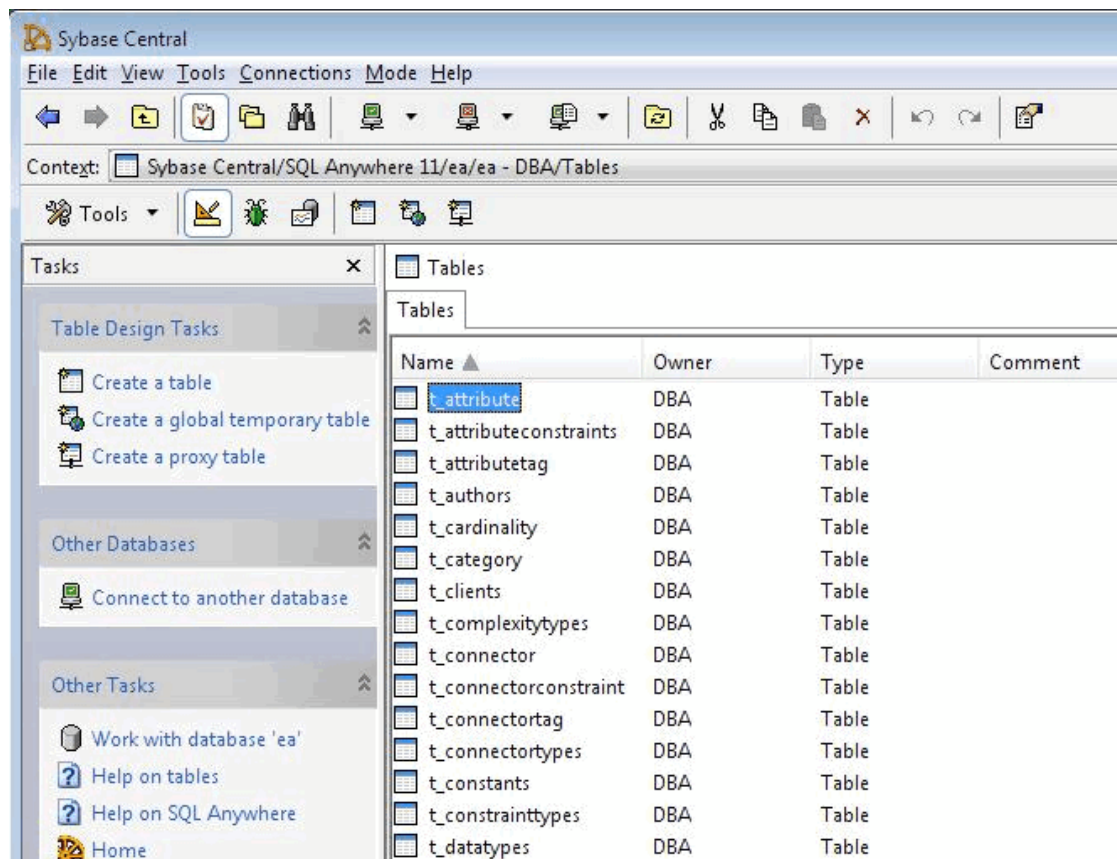 Sybase Central
File Edit View Tools Connections Mode Help
Context: Sybase Central/SQL Anywhere 11/ea/ea - DBA/Tables
Tools
Tasks
Table Design Tasks
Create a table
Create a global temporary table
Create a proxy table
Other Databases
Connect to another database
Other Tasks
Work with database 'ea'
Help on tables
Help on SQL Anywhere
Home
Tables
Tables
Name Owner Type Comment
t_attribute DBA Table
t_attributeconstraints DBA Table
t_attributetag DBA Table
t_authors DBA Table
t_cardinality DBA Table
t_category DBA Table
t_clients DBA Table
t_complexitytypes DBA Table
t_connector DBA Table
t_connectorconstraint DBA Table
t_connectortag DBA Table
t_connectortypes DBA Table
t_constants DBA Table
t_constrainttypes DBA Table
t_datatypes DBA Table